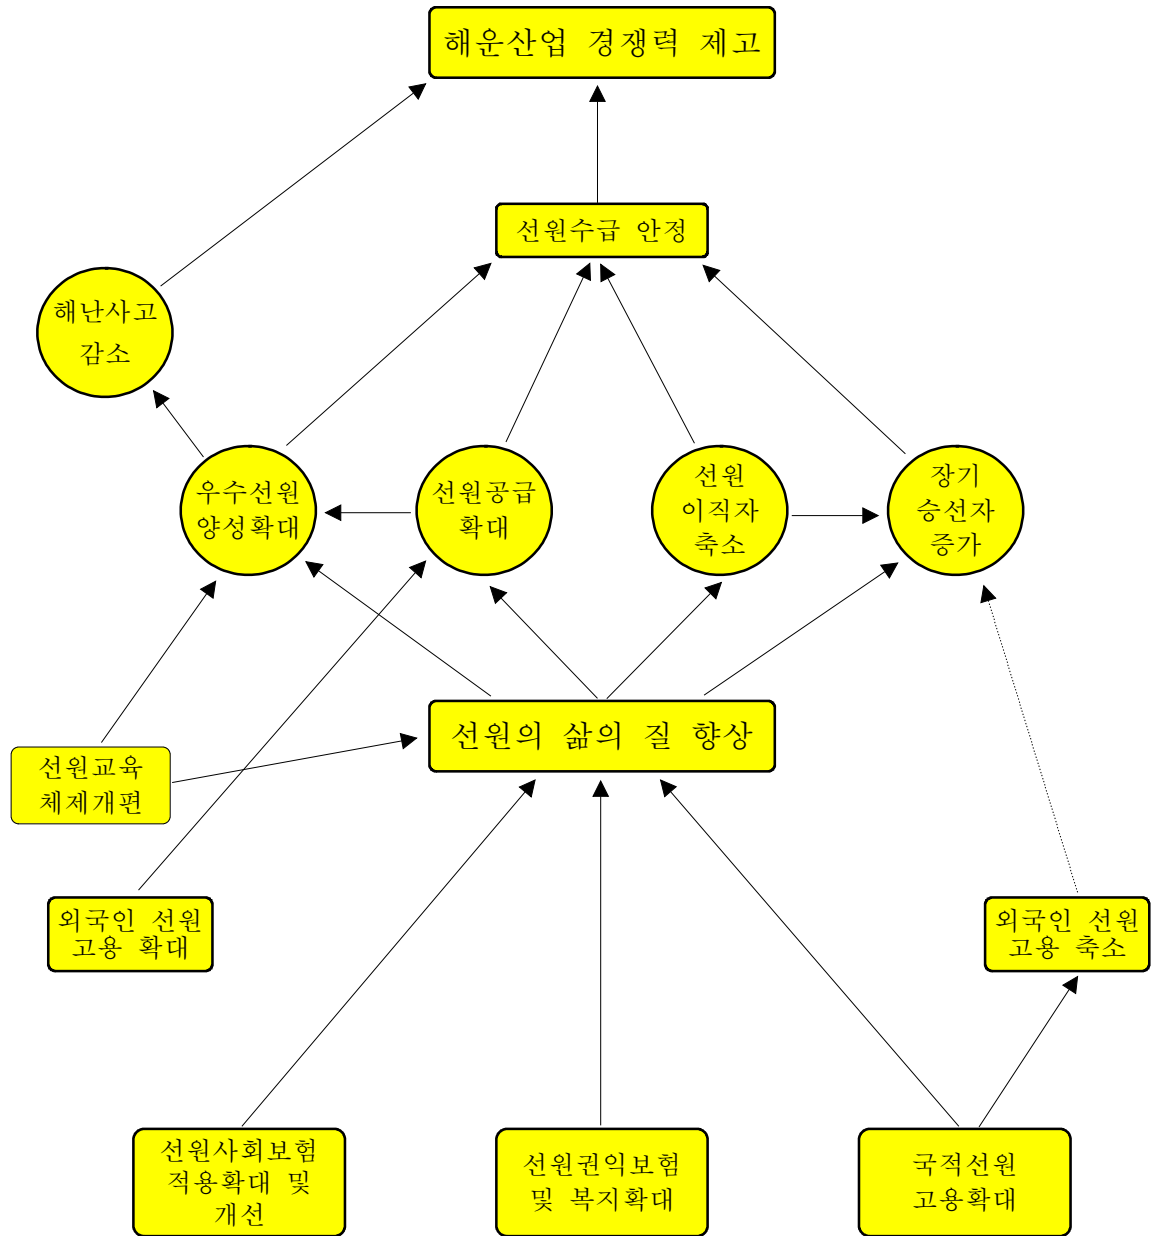 해운산업 경쟁력 제고
선원수급 안정
해난사고
감소
우수선원
양성확대
선원공급
확대
선원
이직자
축소
장기
승선자
증가
선원의 삶의 질 향상
선원교육
체제개편
외국인 선원
고용 확대
외국인 선원
고용 축소
선원사회보험
적용확대 및
개선
선원권익보험
및 복지확대
국적선원
고용확대